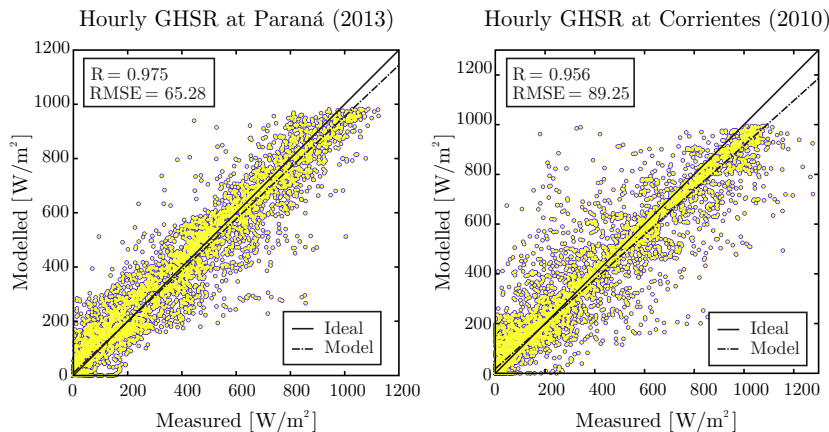 Hourly GHSR at Paraná (2013)
1200
1000
800
600
400
200
0
R = 0.975
RMSE = 65.28
Ideal
Model
0 200 400 600 800 1000 1200
Measured [W/m²]
Modelled [W/m²]
Hourly GHSR at Corrientes (2010)
1200
1000
800
600
400
200
0
R = 0.956
RMSE = 89.25
Ideal
Model
0 200 400 600 800 1000 1200
Measured [W/m²]
Modelled [W/m²]